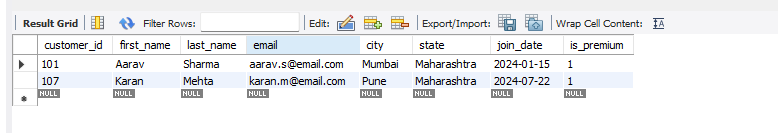 Result Grid Filter Rows: Edit: Export/Import: Wrap Cell Content: IA
customer_id first_name last_name email city state join_date is_premium
101 Aarav Sharma aarav.s@email.com Mumbai Maharashtra 2024-01-15 1
107 Karan Mehta karan.m@email.com Pune Maharashtra 2024-07-22 1
NULL NULL NULL NULL NULL NULL NULL NULL